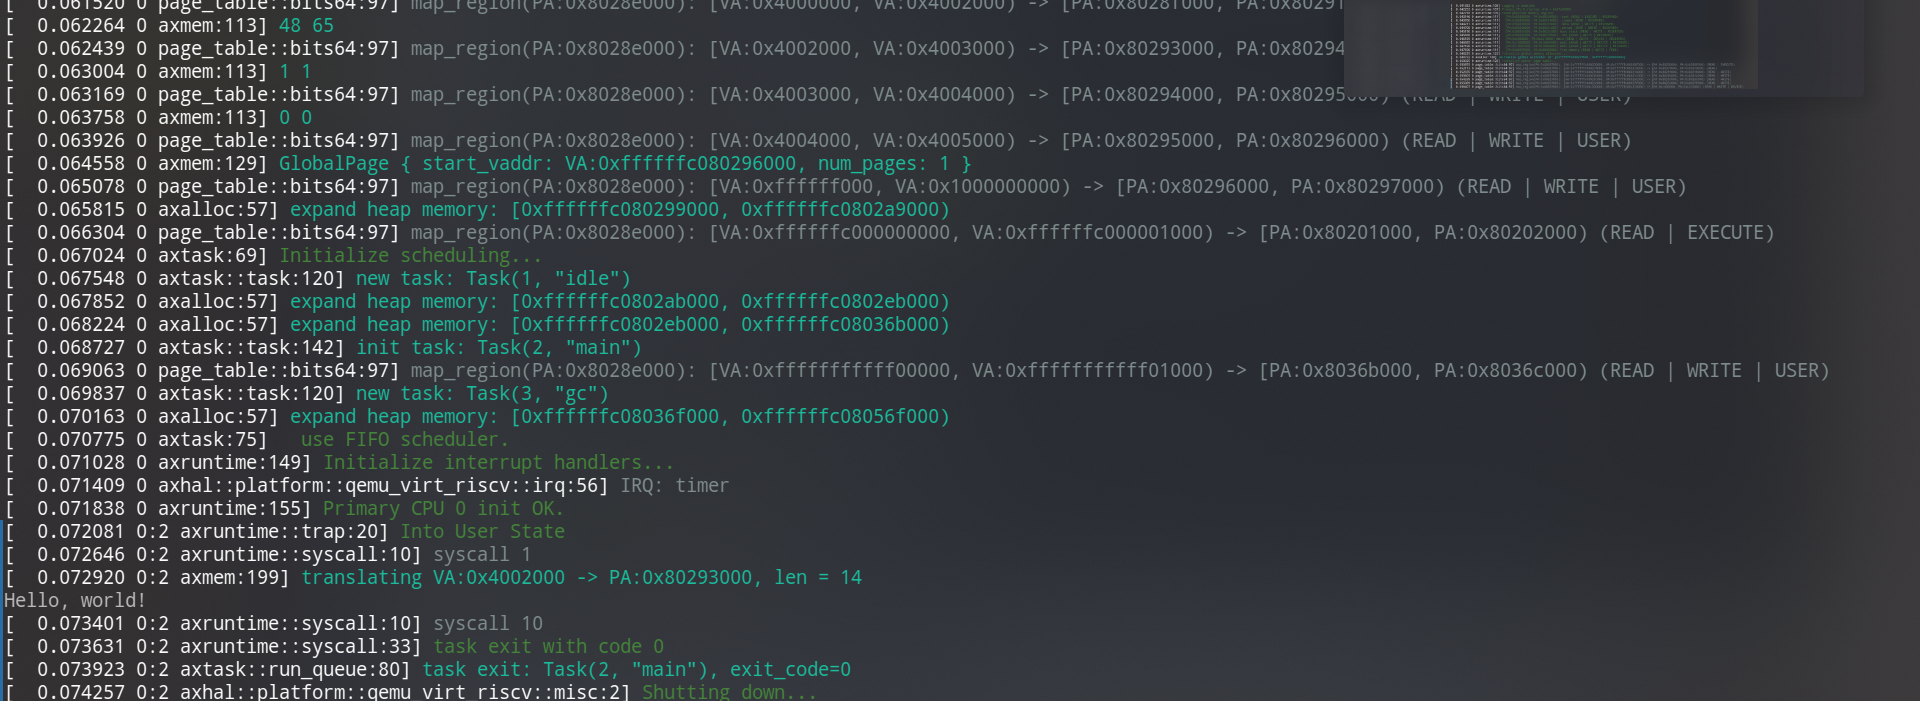 [  0.061520 0 page_table::bits64:97] map_region(PA:0x8028e000): [VA:0x4000000, VA:0x4002000) -> [PA:0x8028f000, PA:0x80291
[  0.062264 0 axmem:113] 48 65
[  0.062439 0 page_table::bits64:97] map_region(PA:0x8028e000): [VA:0x4002000, VA:0x4003000) -> [PA:0x80293000, PA:0x80294
[  0.063004 0 axmem:113] 1 1
[  0.063169 0 page_table::bits64:97] map_region(PA:0x8028e000): [VA:0x4003000, VA:0x4004000) -> [PA:0x80294000, PA:0x80295000) (READ | WRITE | USER)
[  0.063758 0 axmem:113] 0 0
[  0.063926 0 page_table::bits64:97] map_region(PA:0x8028e000): [VA:0x4004000, VA:0x4005000) -> [PA:0x80295000, PA:0x80296000) (READ | WRITE | USER)
[  0.064558 0 axmem:129] GlobalPage { start_vaddr: VA:0xffffffc080296000, num_pages: 1 }
[  0.065078 0 page_table::bits64:97] map_region(PA:0x8028e000): [VA:0xffffff000, VA:0x1000000000) -> [PA:0x80296000, PA:0x80297000) (READ | WRITE | USER)
[  0.065815 0 axalloc:57] expand heap memory: [0xffffffc080299000, 0xffffffc0802a9000)
[  0.066304 0 page_table::bits64:97] map_region(PA:0x8028e000): [VA:0xffffffc000000000, VA:0xffffffc000001000) -> [PA:0x80201000, PA:0x80202000) (READ | EXECUTE)
[  0.067024 0 axtask:69] Initialize scheduling...
[  0.067548 0 axtask::task:120] new task: Task(1, "idle")
[  0.067852 0 axalloc:57] expand heap memory: [0xffffffc0802ab000, 0xffffffc0802eb000)
[  0.068224 0 axalloc:57] expand heap memory: [0xffffffc0802eb000, 0xffffffc08036b000)
[  0.068727 0 axtask::task:142] init task: Task(2, "main")
[  0.069063 0 page_table::bits64:97] map_region(PA:0x8028e000): [VA:0xfffffffffff00000, VA:0xfffffffffff01000) -> [PA:0x8036b000, PA:0x8036c000) (READ | WRITE | USER)
[  0.069837 0 axtask::task:120] new task: Task(3, "gc")
[  0.070163 0 axalloc:57] expand heap memory: [0xffffffc08036f000, 0xffffffc08056f000)
[  0.070775 0 axtask:75]   use FIFO scheduler.
[  0.071028 0 axruntime:149] Initialize interrupt handlers...
[  0.071409 0 axhal::platform::qemu_virt_riscv::irq:56] IRQ: timer
[  0.071838 0 axruntime:155] Primary CPU 0 init OK.
[  0.072081 0:2 axruntime::trap:20] Into User State
[  0.072646 0:2 axruntime::syscall:10] syscall 1
[  0.072920 0:2 axmem:199] translating VA:0x4002000 -> PA:0x80293000, len = 14
Hello, world!
[  0.073401 0:2 axruntime::syscall:10] syscall 10
[  0.073631 0:2 axruntime::syscall:33] task exit with code 0
[  0.073923 0:2 axtask::run_queue:80] task exit: Task(2, "main"), exit_code=0
[  0.074257 0:2 axhal::platform::qemu_virt_riscv::misc:2] Shutting down...